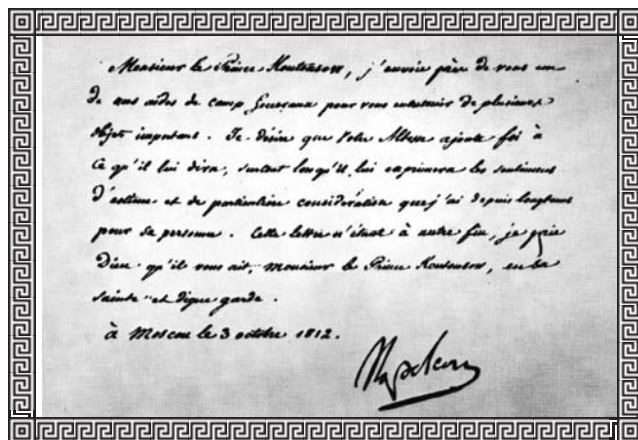 Monsieur le Prince Koutousow, j'envoie près de vous un
de mes aides de camp Généraux pour vous entretenir de plusieurs
objets importans. Je désire que Votre Altesse ajoute foi à
ce qu'il lui dira, surtout lorsqu'il lui exprimera les sentimens
d'estime et de particulière considération que j'ai depuis longtems
pour sa personne. Cette lettre n'étant à autre fin, je prie
Dieu qu'il vous ait, Monsieur le Prince Koutousow, en sa
sainte et digne garde.
à Moscou le 3 octobre 1812.
Napoleon